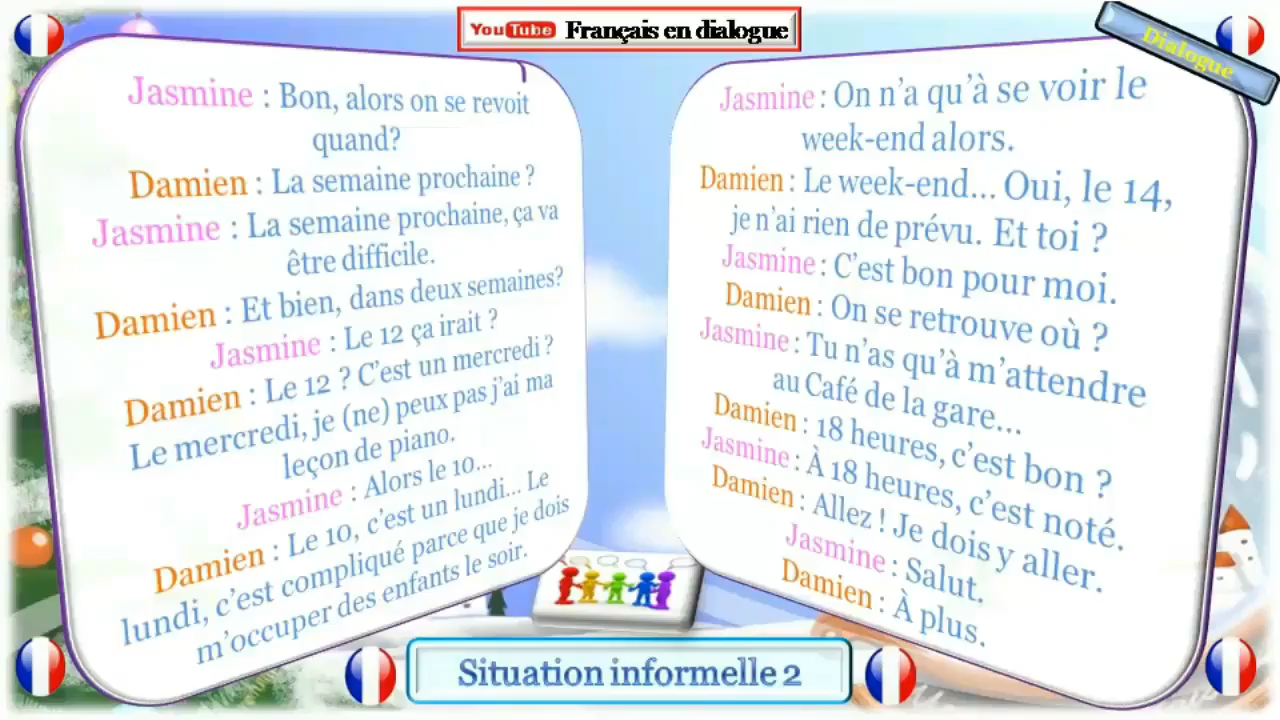 YouTube Français en dialogue
Dialogue
Jasmine : Bon, alors on se revoit
quand?
Damien : La semaine prochaine ?
Jasmine : La semaine prochaine, ça va
être difficile.
Damien : Et bien, dans deux semaines?
Jasmine : Le 12 ça irait ?
Damien : Le 12 ? C'est un mercredi ?
Le mercredi, je (ne) peux pas j'ai ma
leçon de piano.
Jasmine : Alors le 10...
Damien : Le 10, c'est un lundi... Le
lundi, c'est compliqué parce que je dois
m'occuper des enfants le soir.
Jasmine : On n'a qu'à se voir le
week-end alors.
Damien : Le week-end... Oui, le 14,
je n'ai rien de prévu. Et toi ?
Jasmine : C'est bon pour moi.
Damien : On se retrouve où ?
Jasmine : Tu n'as qu'à m'attendre
au Café de la gare...
Damien : 18 heures, c'est bon ?
Jasmine : À 18 heures, c'est noté.
Damien : Allez ! Je dois y aller.
Jasmine : Salut.
Damien : À plus.
Situation informelle 2